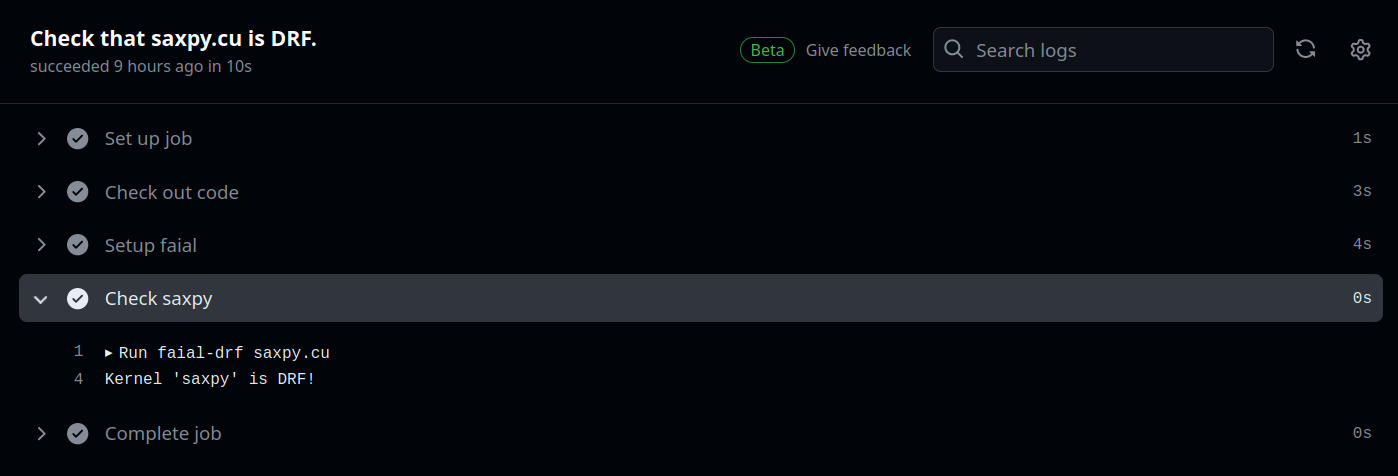 Check that saxpy.cu is DRF.
succeeded 9 hours ago in 10s
Beta Give feedback
Search logs
Set up job 1s
Check out code 3s
Setup faial 4s
Check saxpy 0s
1 ▶ Run faial-drf saxpy.cu
4 Kernel 'saxpy' is DRF!
Complete job 0s